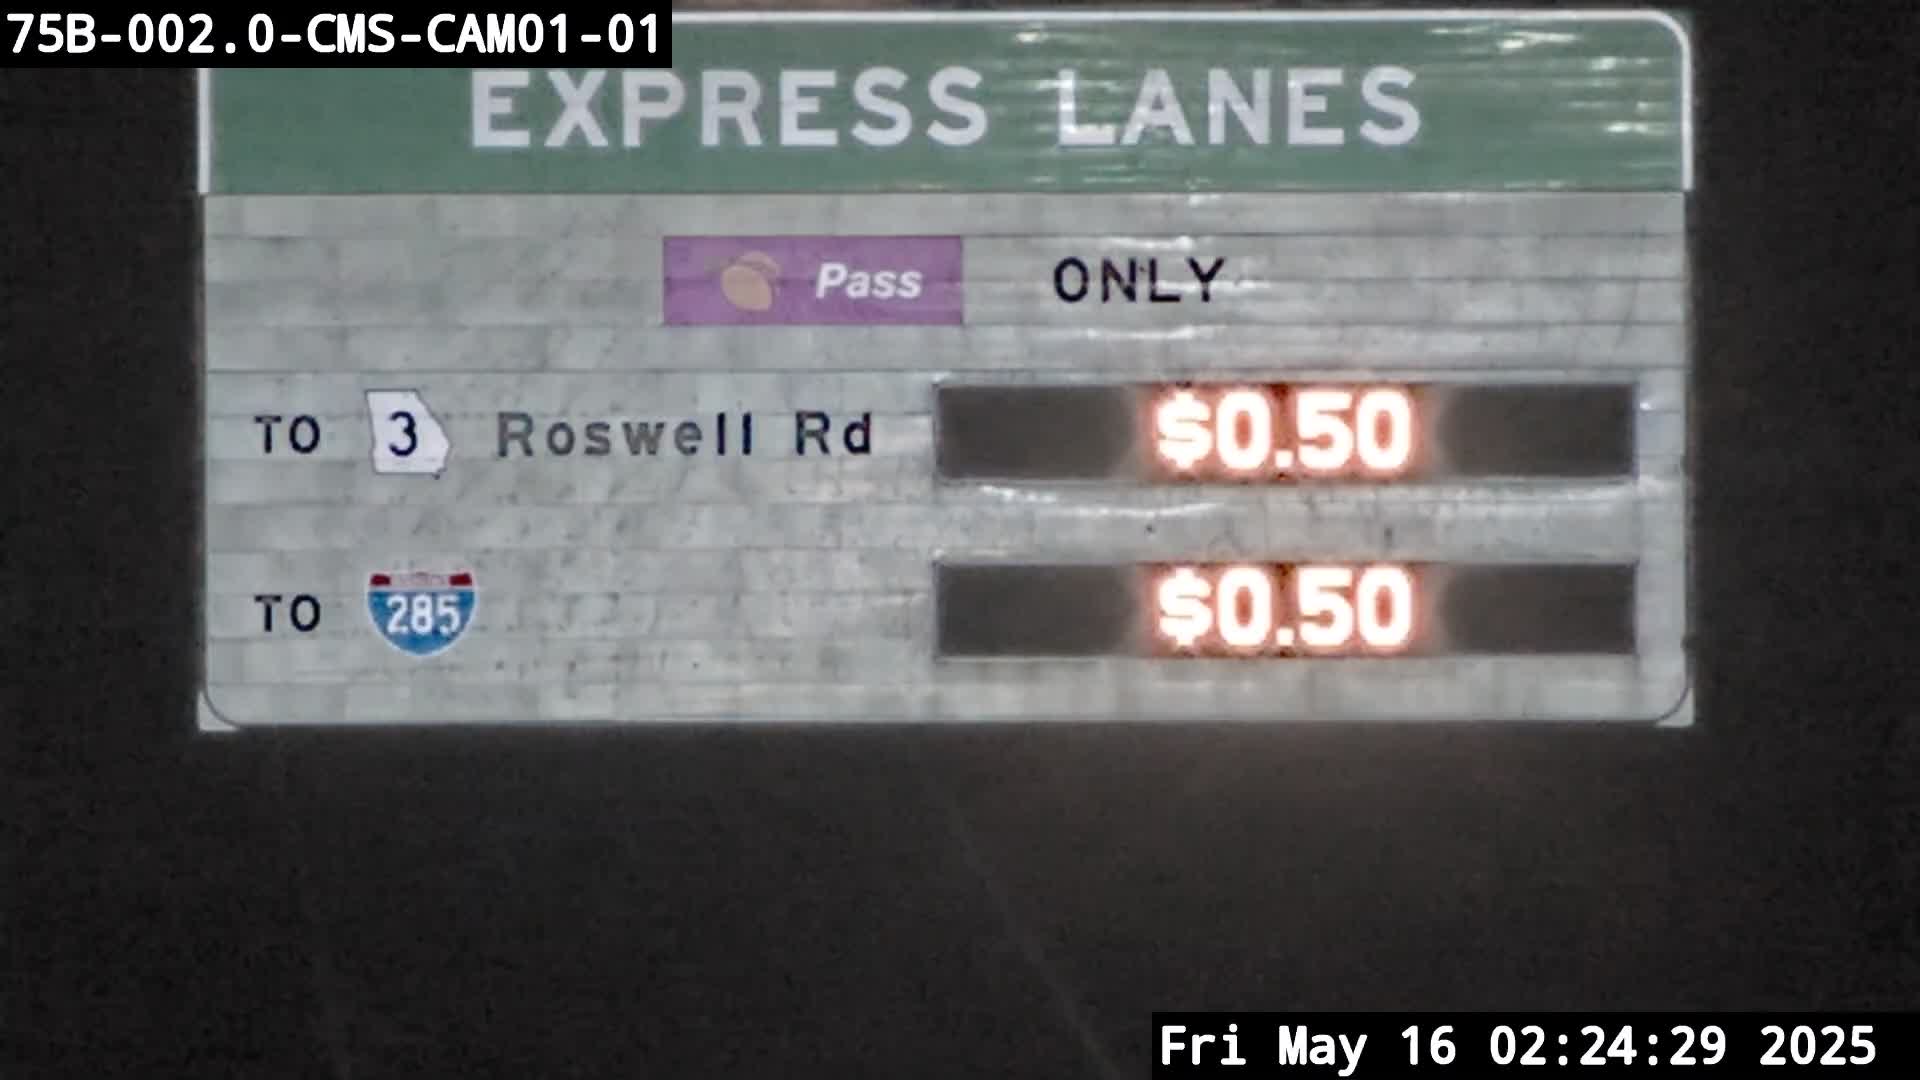 75B-002.0-CMS-CAM01-01
EXPRESS LANES
Pass ONLY
TO 3 Roswell Rd $0.50
TO 285 $0.50
Fri May 16 02:24:29 2025